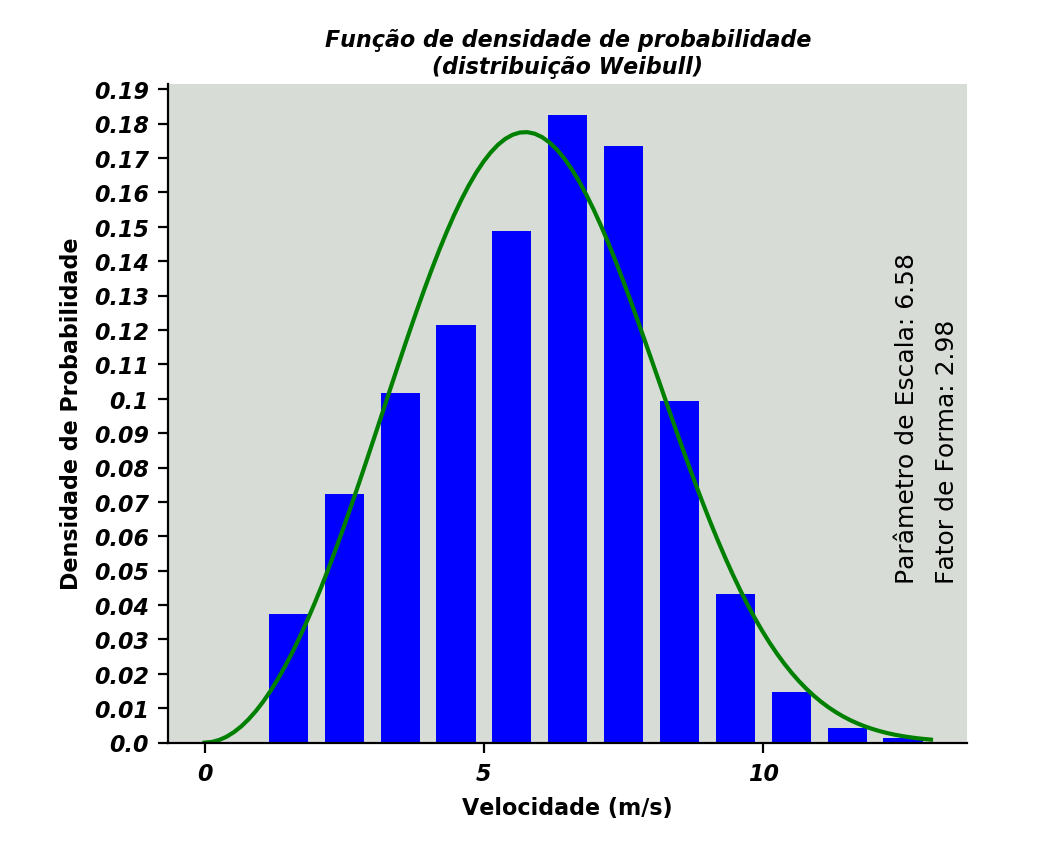 Função de densidade de probabilidade
(distribuição Weibull)
0.19
0.18
0.17
0.16
0.15
0.14
0.13
0.12
0.11
0.1
0.09
0.08
0.07
0.06
0.05
0.04
0.03
0.02
0.01
0.0
Densidade de Probabilidade
Parâmetro de Escala: 6.58
Fator de Forma: 2.98
0 5 10
Velocidade (m/s)